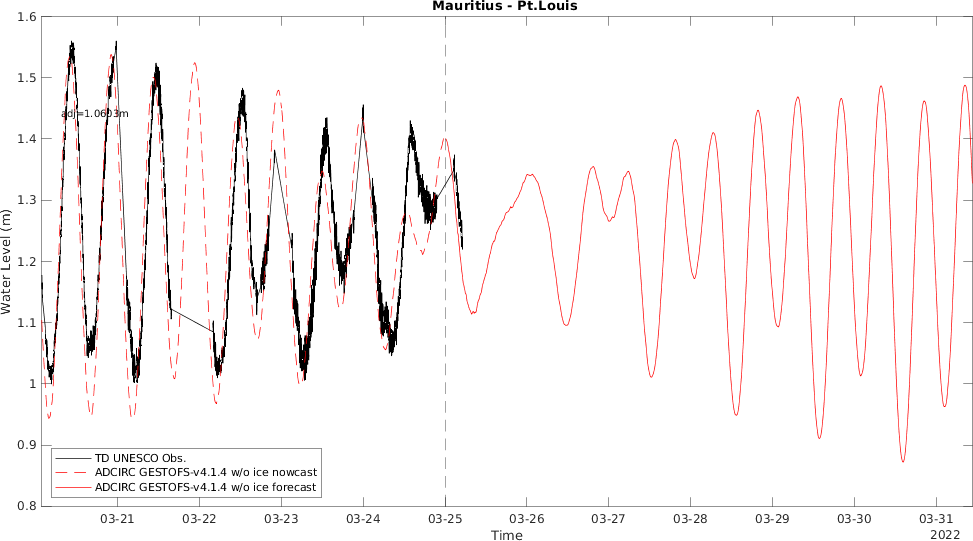 Mauritius - Pt.Louis
1.6
1.5
1.4
1.3
1.2
1.1
1
0.9
0.8
Water Level (m)
adj=1.0603m
TD UNESCO Obs.
ADCIRC GESTOFS-v4.1.4 w/o ice nowcast
ADCIRC GESTOFS-v4.1.4 w/o ice forecast
03-21 03-22 03-23 03-24 03-25 03-26 03-27 03-28 03-29 03-30 03-31
2022
Time